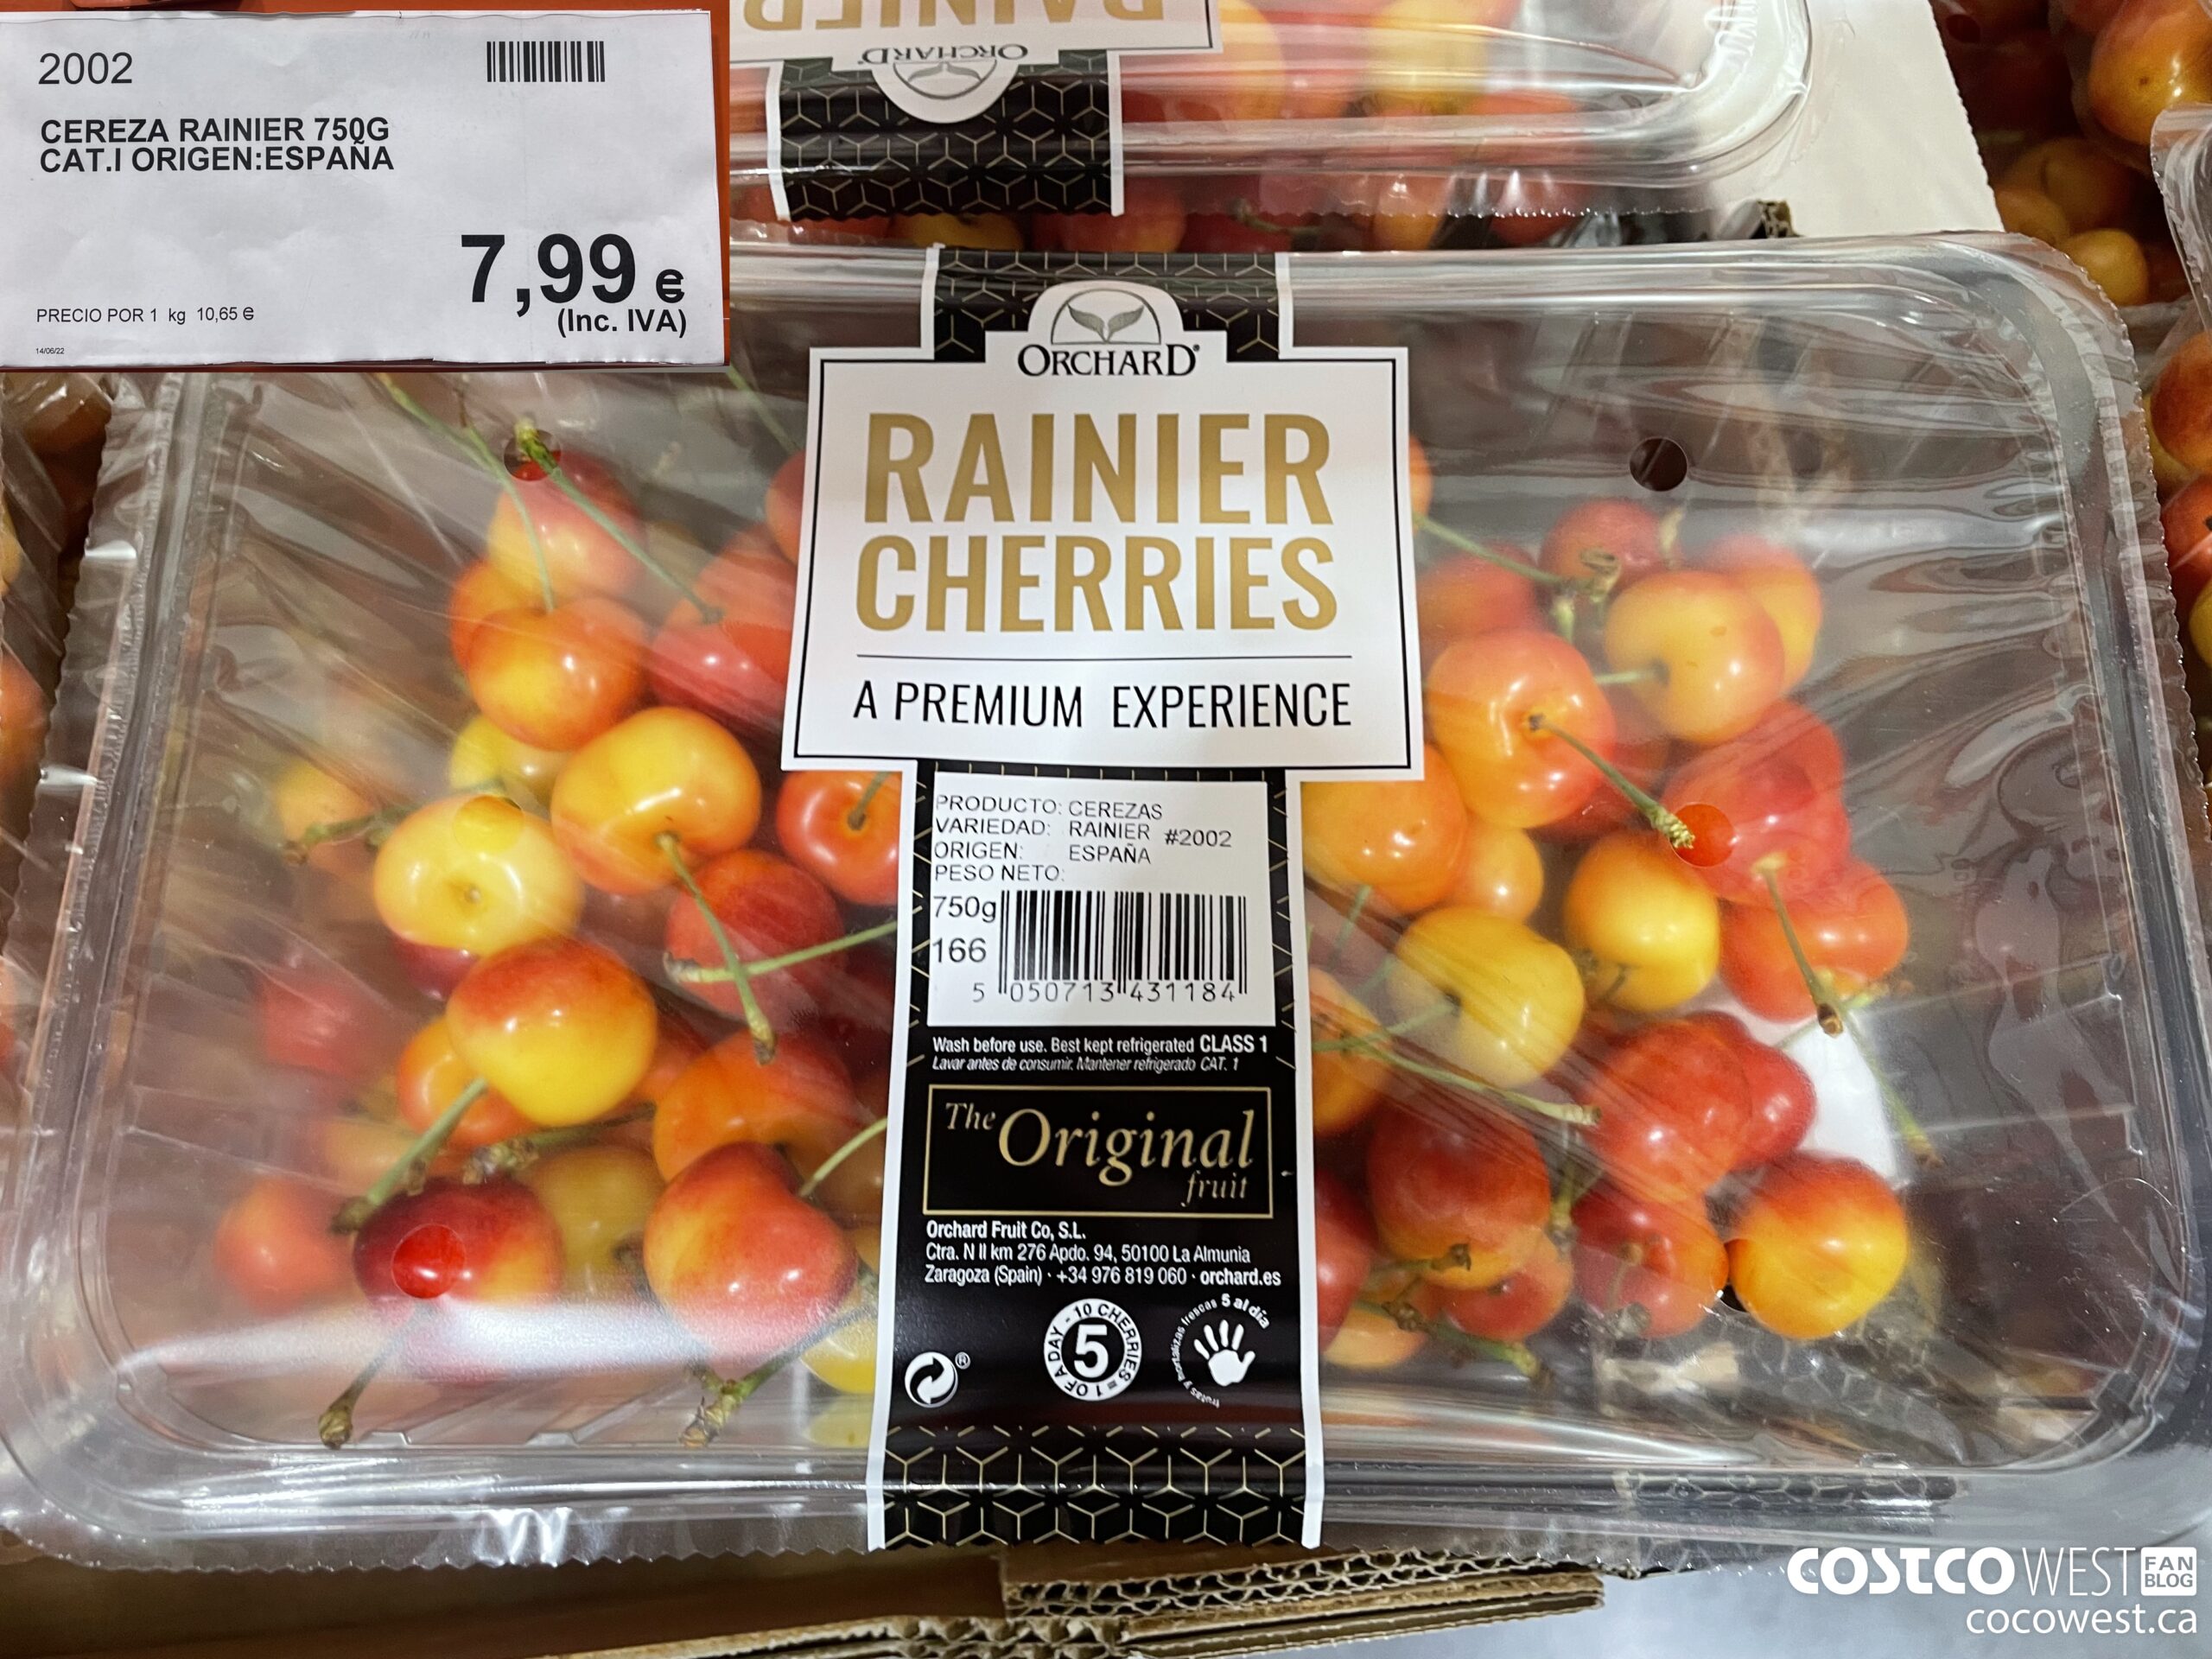 2002
CEREZA RAINIER 750G
CAT.I ORIGEN:ESPAÑA
7,99 €
(Inc. IVA)
PRECIO POR 1 kg 10,65 €
14/06/22
RAINIER
ORCHARD
ORCHARD®
RAINIER
CHERRIES
A PREMIUM EXPERIENCE
PRODUCTO: CEREZAS
VARIEDAD: RAINIER #2002
ORIGEN: ESPAÑA
PESO NETO:
750g
166
5 050713 431184
Wash before use. Best kept refrigerated CLASS 1
Lavar antes de consumir. Mantener refrigerado CAT. 1
The Original
fruit
Orchard Fruit Co, S.L.
Ctra. N II km 276 Apdo. 94, 50100 La Almunia
Zaragoza (Spain) · +34 976 819 060 · orchard.es
®
5
1 OF A DAY - 10 CHERRIES =
frutas y hortalizas frescas 5 al día
COSTCO WEST FAN BLOG
cocowest.ca